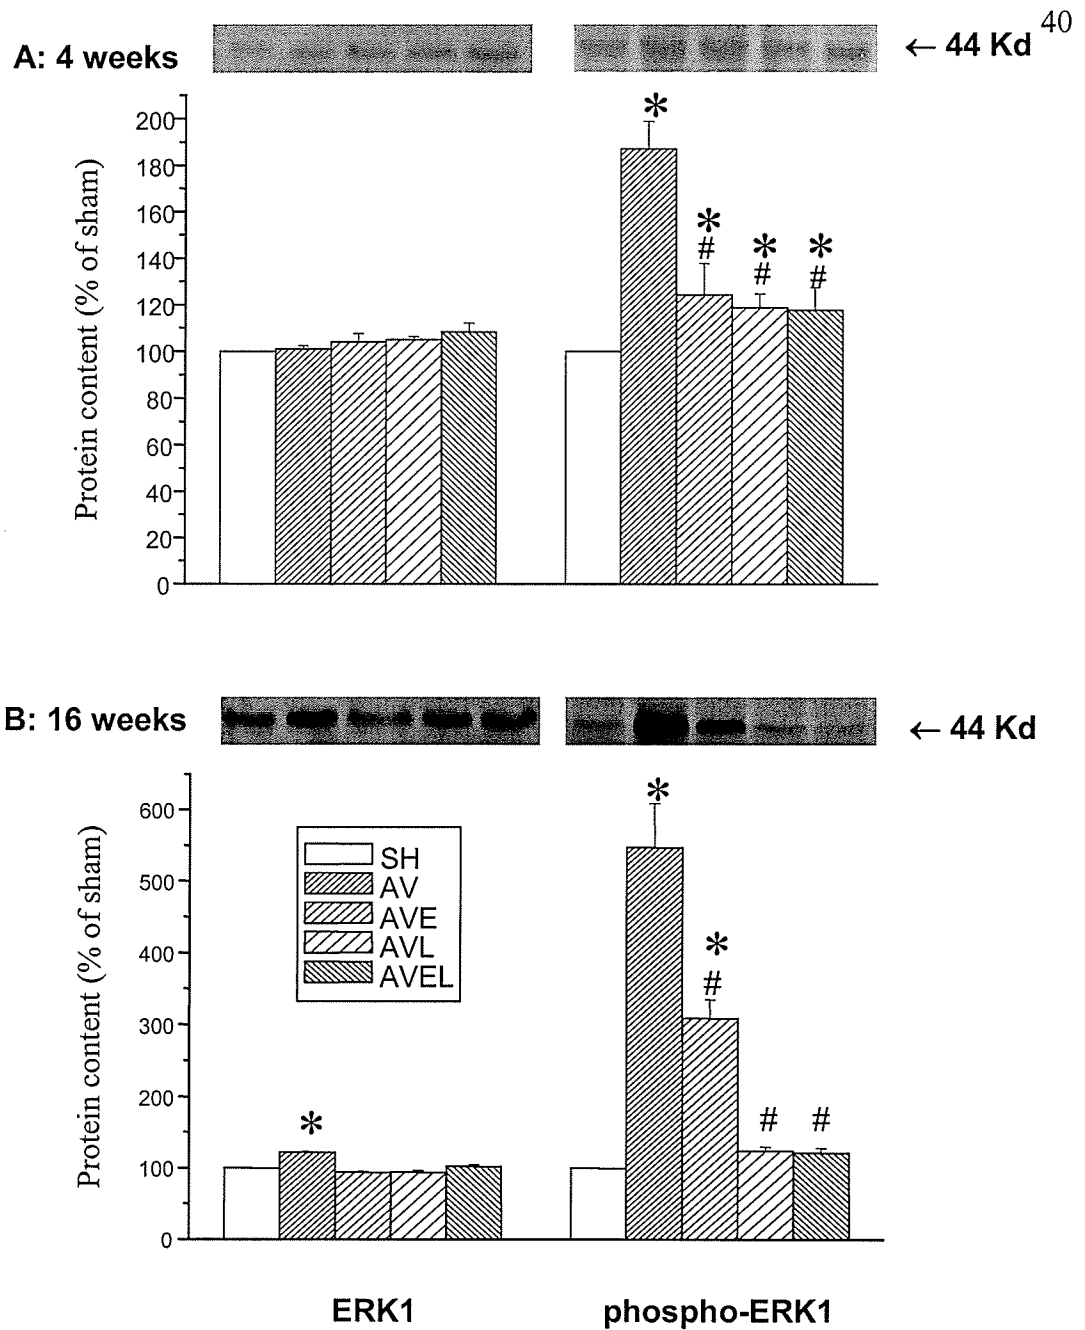 40
A: 4 weeks
← 44 Kd
Protein content (% of sham)
200
180
160
140
120
100
80
60
40
20
0
*
*
#
*
#
*
#
B: 16 weeks
← 44 Kd
Protein content (% of sham)
600
500
400
300
200
100
0
SH
AV
AVE
AVL
AVEL
*
*
*
#
#
#
ERK1
phospho-ERK1